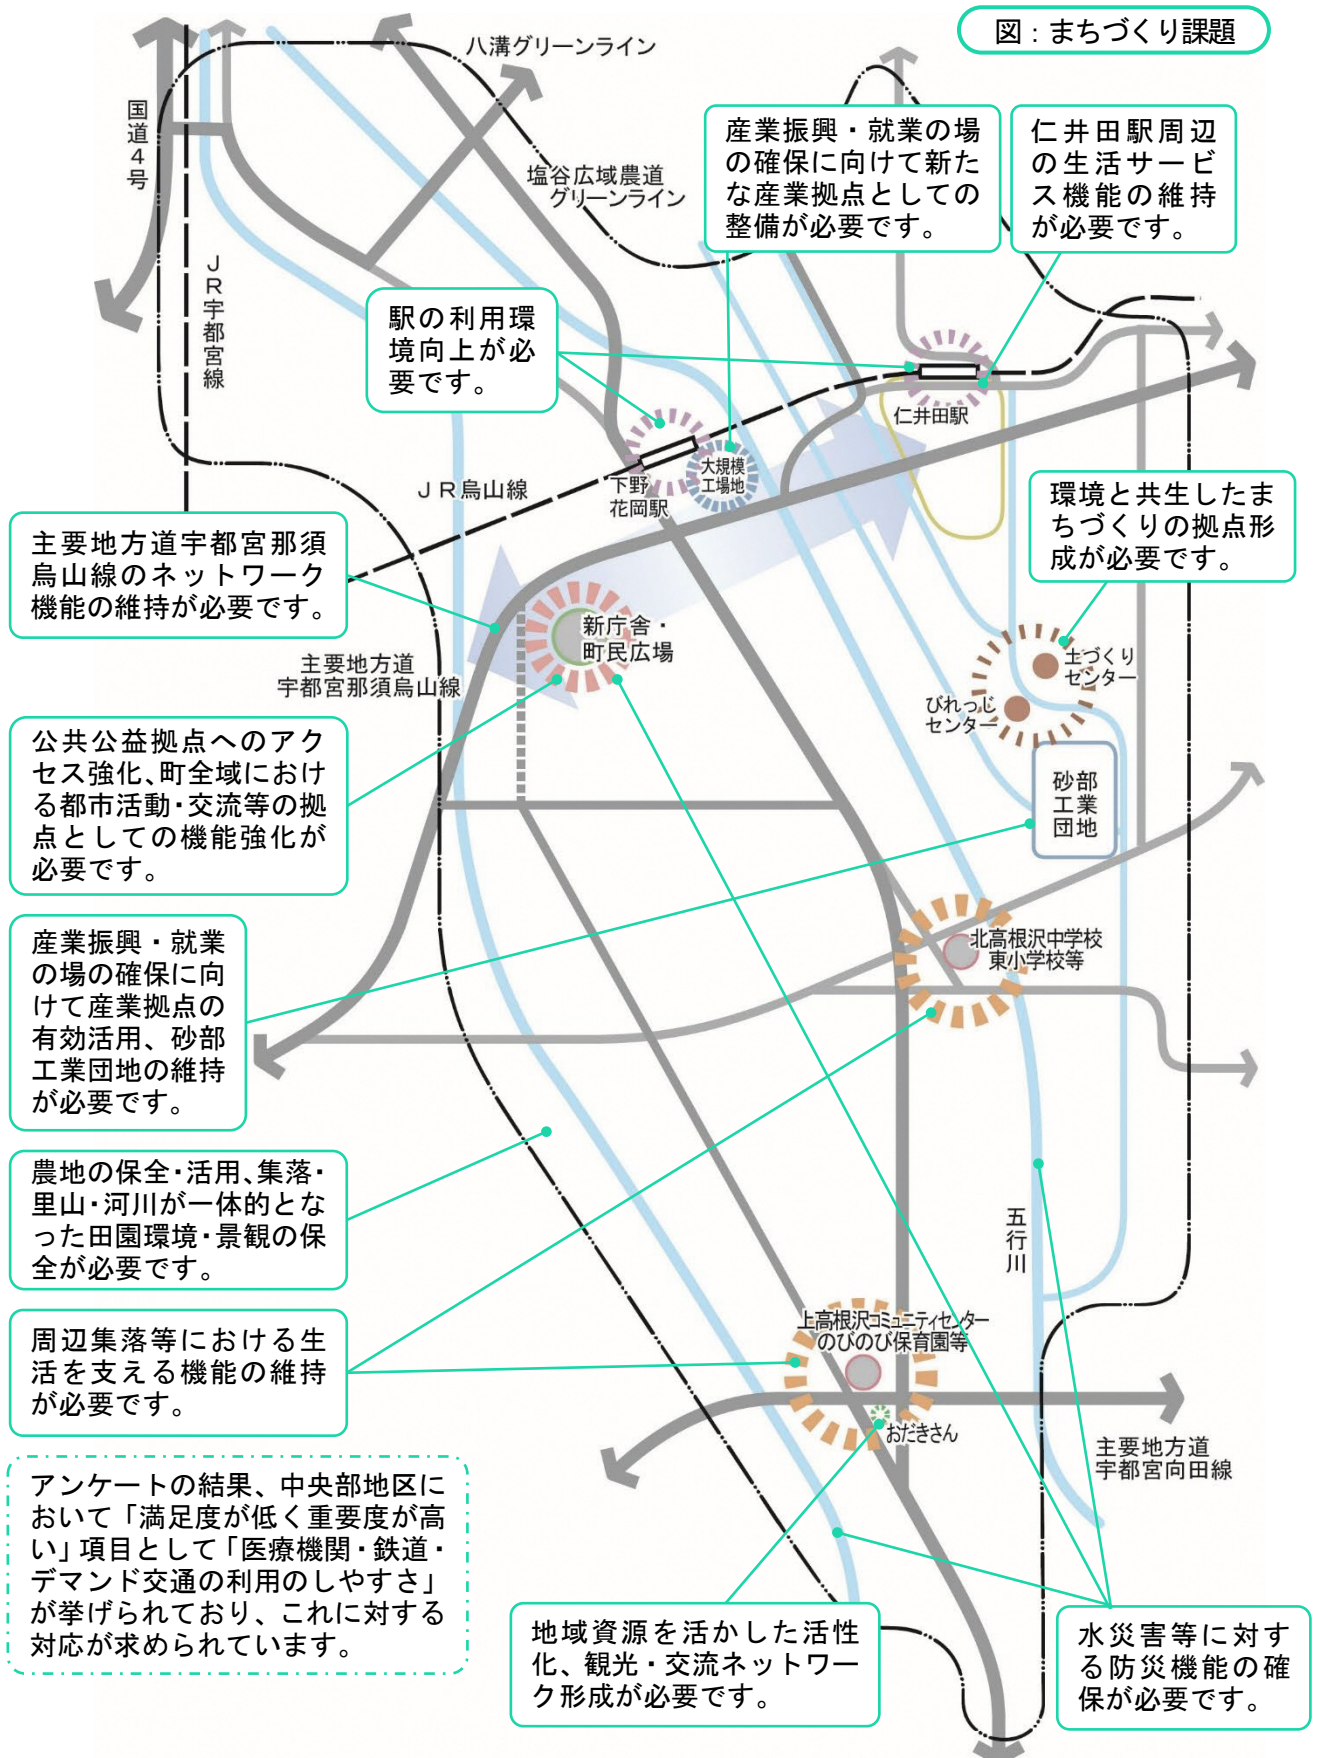 図：まちづくり課題
八溝グリーンライン
国道4号
塩谷広域農道
グリーンライン
産業振興・就業の場
の確保に向けて新た
な産業拠点としての
整備が必要です。
仁井田駅周辺
の生活サービ
ス機能の維持
が必要です。
JR宇都宮線
駅の利用環
境向上が必
要です。
仁井田駅
大規模
工場地
下野
花岡駅
JR烏山線
環境と共生したま
ちづくりの拠点形
成が必要です。
主要地方道宇都宮那須
烏山線のネットワーク
機能の維持が必要です。
新庁舎・
町民広場
主要地方道
宇都宮那須烏山線
土づくり
センター
びれっじ
センター
公共公益拠点へのアク
セス強化、町全域におけ
る都市活動・交流等の拠
点としての機能強化が
必要です。
砂部
工業
団地
産業振興・就業
の場の確保に向
けて産業拠点の
有効活用、砂部
工業団地の維持
が必要です。
北高根沢中学校
東小学校等
農地の保全・活用、集落・
里山・河川が一体的とな
った田園環境・景観の保
全が必要です。
五行川
周辺集落等における生
活を支える機能の維持
が必要です。
上高根沢コミュニティセンター
のびのび保育園等
おだきさん
主要地方道
宇都宮向田線
アンケートの結果、中央部地区に
おいて「満足度が低く重要度が高
い」項目として「医療機関・鉄道・
デマンド交通の利用のしやすさ」
が挙げられており、これに対する
対応が求められています。
地域資源を活かした活性
化、観光・交流ネットワー
ク形成が必要です。
水災害等に対す
る防災機能の確
保が必要です。